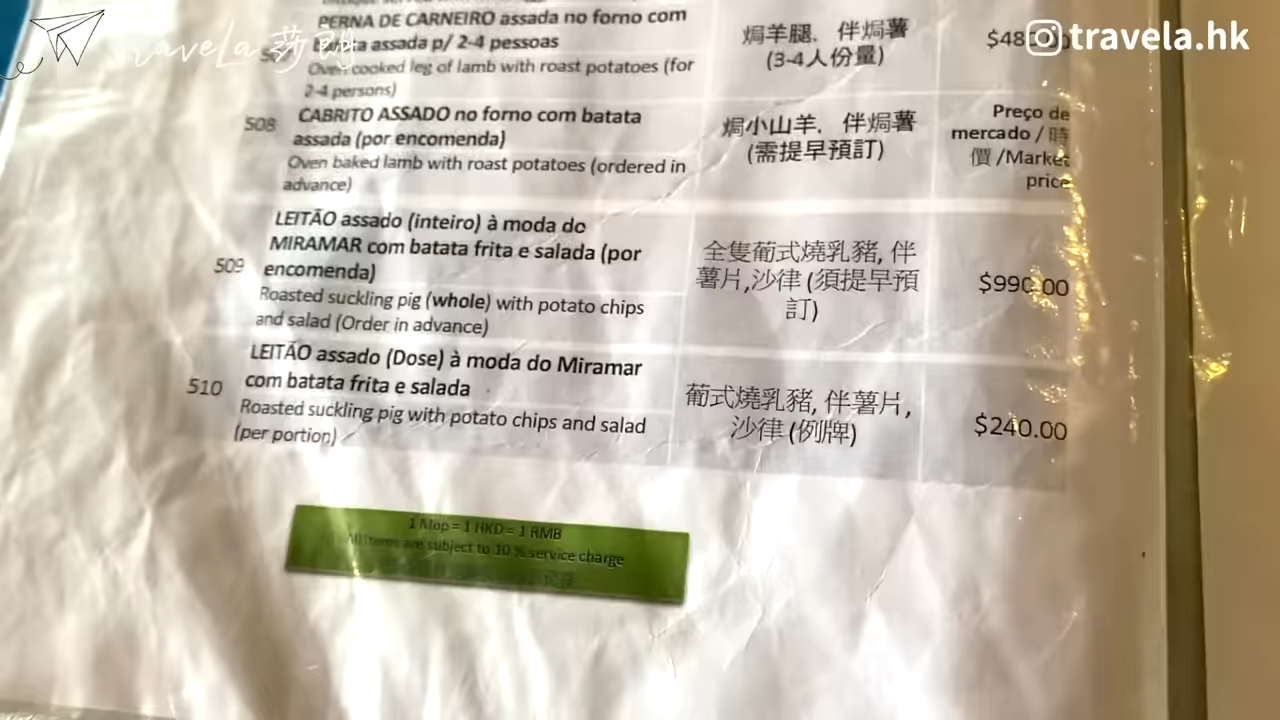 travela.hk
TraveLa 莎朗
PERNA DE CARNEIRO assada no forno com
assada p/ 2-4 pessoas
Oven cooked leg of lamb with roast potatoes (for
2-4 persons)
焗羊腿， 伴焗薯
(3-4人份量)
508
CABRITO ASSADO no forno com batata
assada (por encomenda)
Oven baked lamb with roast potatoes (ordered in
advance)
焗小山羊， 伴焗薯
(需提早預訂)
Preço de
mercado / 時
價 /Market
price
509
LEITÃO assado (inteiro) à moda do
MIRAMAR com batata frita e salada (por
encomenda)
Roasted suckling pig (whole) with potato chips
and salad (Order in advance)
全隻葡式燒乳豬, 伴
薯片,沙律 (須提早預
訂)
$990.00
510
LEITÃO assado (Dose) à moda do Miramar
com batata frita e salada
Roasted suckling pig with potato chips and salad
(per portion)
葡式燒乳豬, 伴薯片,
沙律 (例牌)
$240.00
1 Mop = 1 HKD = 1 RMB
All items are subject to 10 % service charge